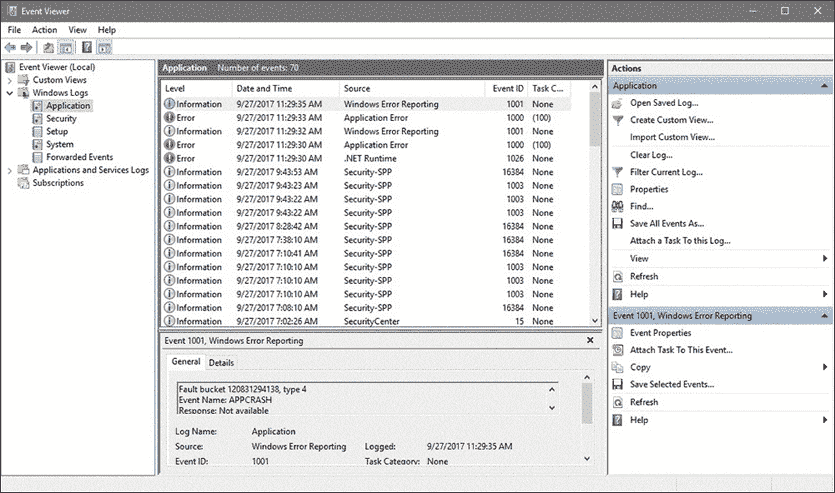 Event Viewer
File Action View Help
Event Viewer (Local)
Custom Views
Windows Logs
Application
Security
Setup
System
Forwarded Events
Applications and Services Logs
Subscriptions
Application Number of events: 70
Level Date and Time Source Event ID Task C...
Information 9/27/2017 11:29:35 AM Windows Error Reporting 1001 None
Error 9/27/2017 11:29:33 AM Application Error 1000 (100)
Information 9/27/2017 11:29:32 AM Windows Error Reporting 1001 None
Error 9/27/2017 11:29:30 AM Application Error 1000 (100)
Error 9/27/2017 11:29:30 AM .NET Runtime 1026 None
Information 9/27/2017 9:43:53 AM Security-SPP 16384 None
Information 9/27/2017 9:43:23 AM Security-SPP 1003 None
Information 9/27/2017 9:43:22 AM Security-SPP 1003 None
Information 9/27/2017 9:43:22 AM Security-SPP 1003 None
Information 9/27/2017 8:28:42 AM Security-SPP 16384 None
Information 9/27/2017 7:38:10 AM Security-SPP 16384 None
Information 9/27/2017 7:10:41 AM Security-SPP 16384 None
Information 9/27/2017 7:10:10 AM Security-SPP 1003 None
Information 9/27/2017 7:10:10 AM Security-SPP 1003 None
Information 9/27/2017 7:10:10 AM Security-SPP 1003 None
Information 9/27/2017 7:08:10 AM Security-SPP 16384 None
Information 9/27/2017 7:02:26 AM SecurityCenter 15 None
Event 1001, Windows Error Reporting
General Details
Fault bucket 120831294138, type 4
Event Name: APPCRASH
Response: Not available
Log Name: Application
Source: Windows Error Reporting Logged: 9/27/2017 11:29:35 AM
Event ID: 1001 Task Category: None
Actions
Application
Open Saved Log...
Create Custom View...
Import Custom View...
Clear Log...
Filter Current Log...
Properties
Find...
Save All Events As...
Attach a Task To this Log...
View
Refresh
Help
Event 1001, Windows Error Reporting
Event Properties
Attach Task To This Event...
Copy
Save Selected Events...
Refresh
Help